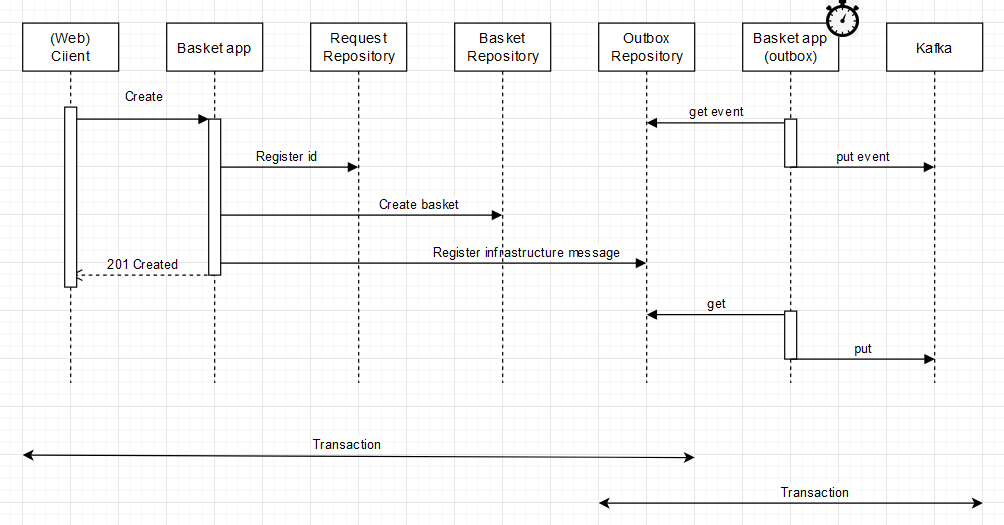 (Web)
Client
Basket app
Request
Repository
Basket
Repository
Outbox
Repository
Basket app
(outbox)
Kafka
Create
get event
Register id
put event
Create basket
Register infrastructure message
201 Created
get
put
Transaction
Transaction